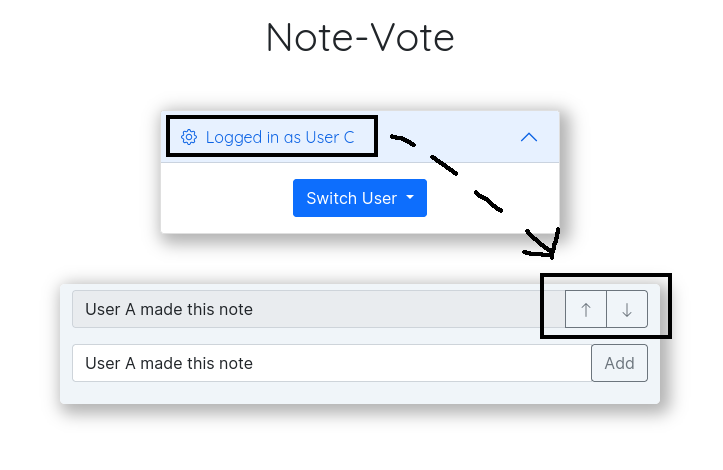 Note-Vote
Logged in as User C
Switch User
User A made this note
User A made this note
Add